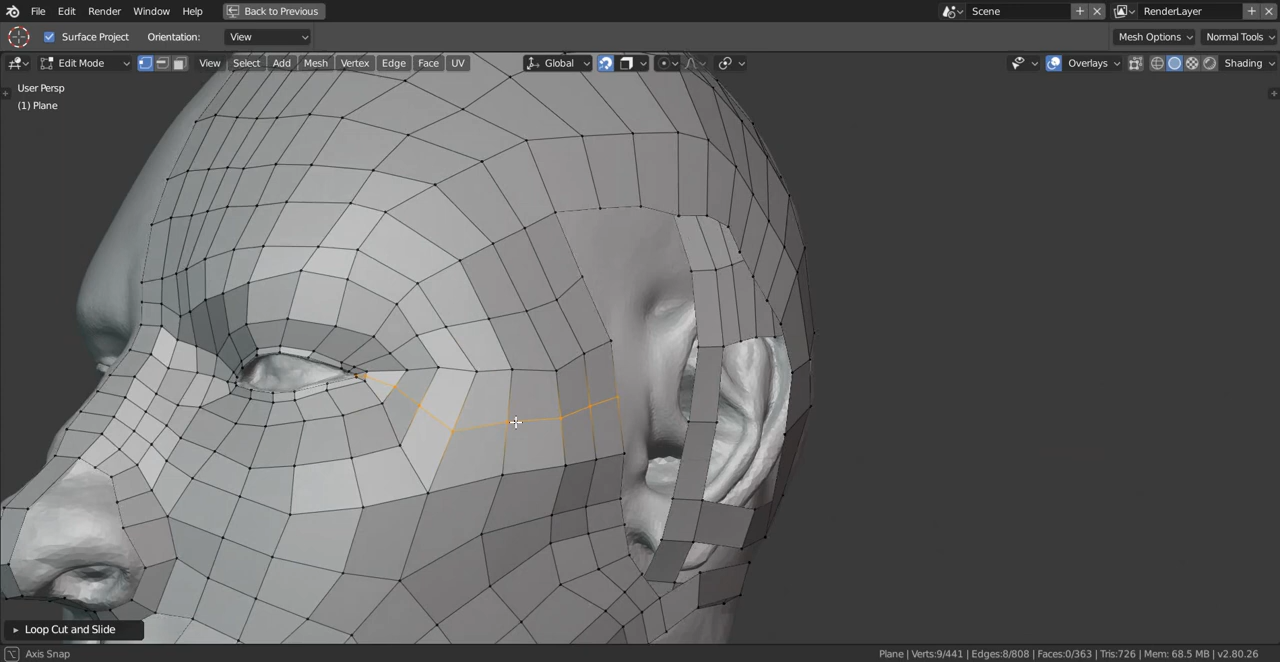 File Edit Render Window Help Back to Previous Scene RenderLayer
Surface Project Orientation: View Mesh Options Normal Tools
Edit Mode View Select Add Mesh Vertex Edge Face UV Global Overlays Shading
User Persp
(1) Plane
Loop Cut and Slide
Axis Snap Plane | Verts:9/441 | Edges:8/808 | Faces:0/363 | Tris:726 | Mem: 68.5 MB | v2.80.26